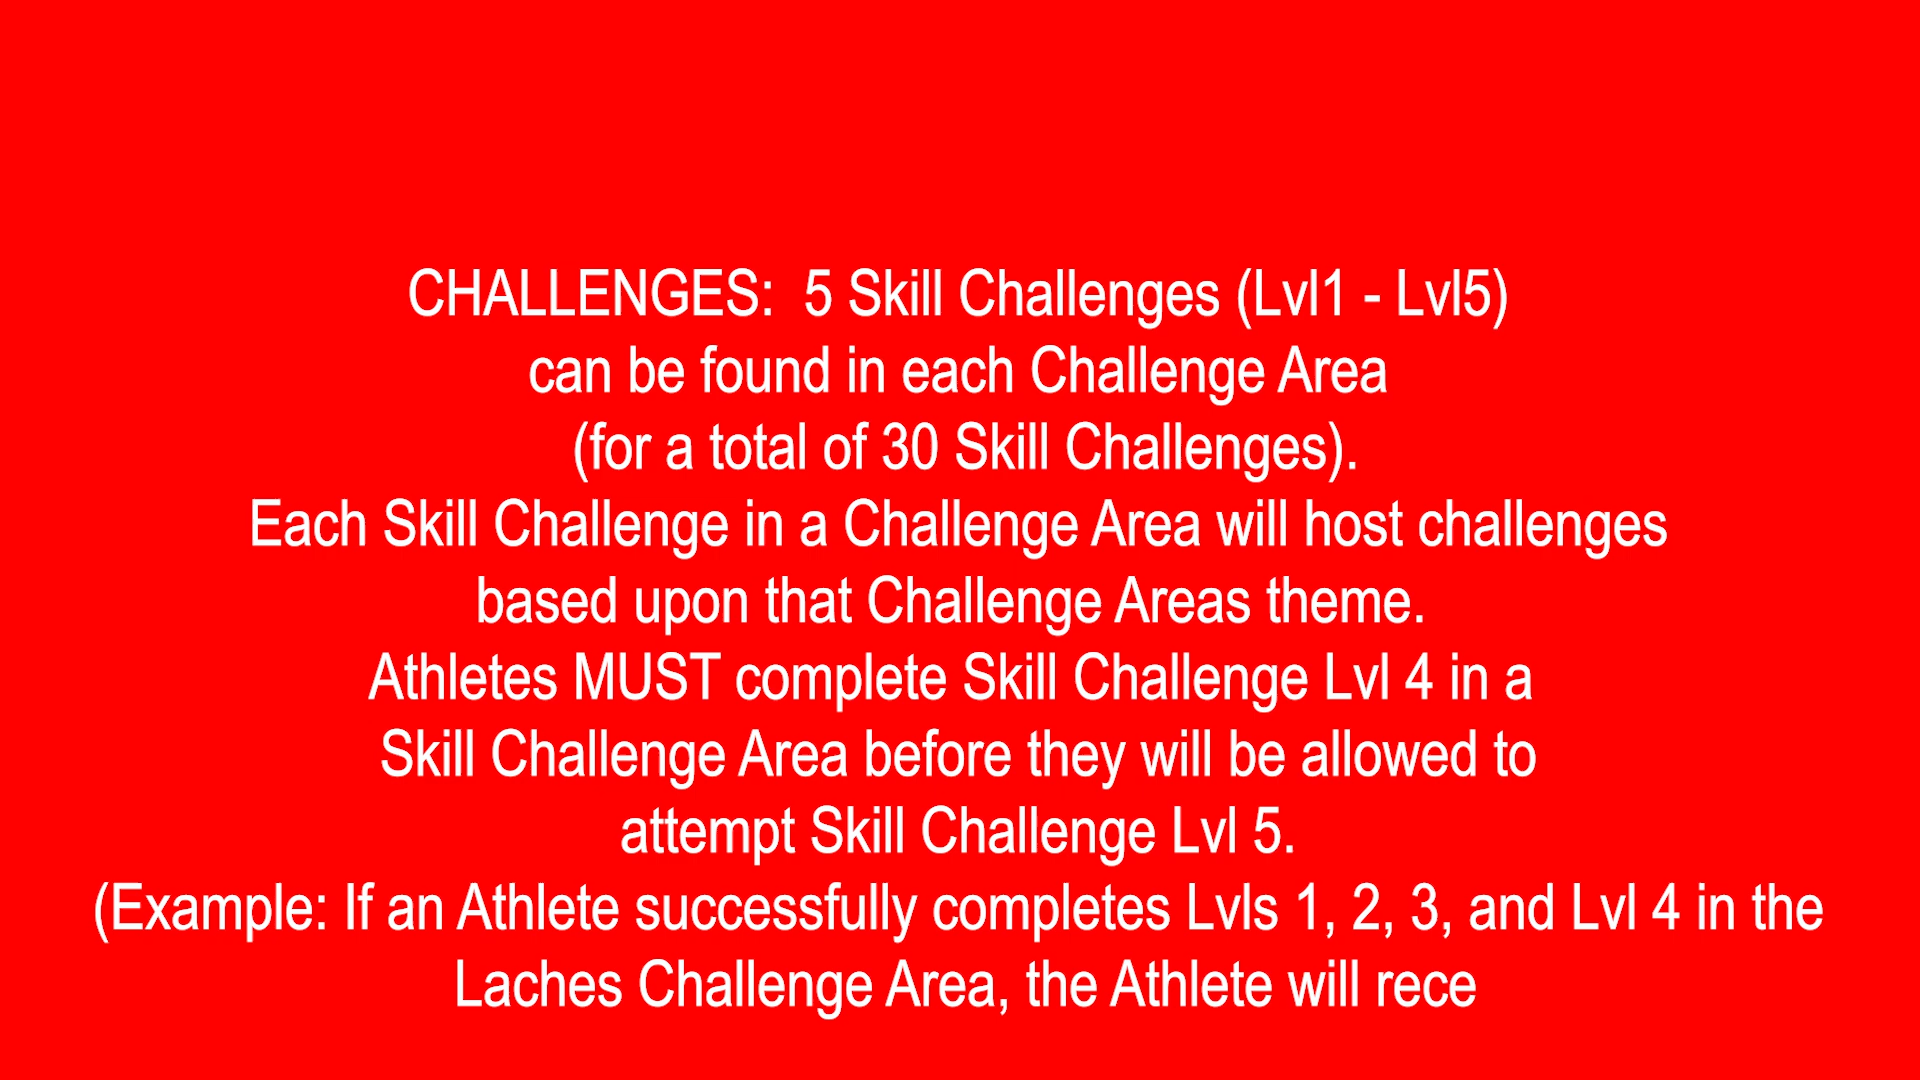 CHALLENGES:  5 Skill Challenges (Lvl1 - Lvl5)
can be found in each Challenge Area
(for a total of 30 Skill Challenges).
Each Skill Challenge in a Challenge Area will host challenges
based upon that Challenge Areas theme.
Athletes MUST complete Skill Challenge Lvl 4 in a
Skill Challenge Area before they will be allowed to
attempt Skill Challenge Lvl 5.
(Example: If an Athlete successfully completes Lvls 1, 2, 3, and Lvl 4 in the
Laches Challenge Area, the Athlete will rece